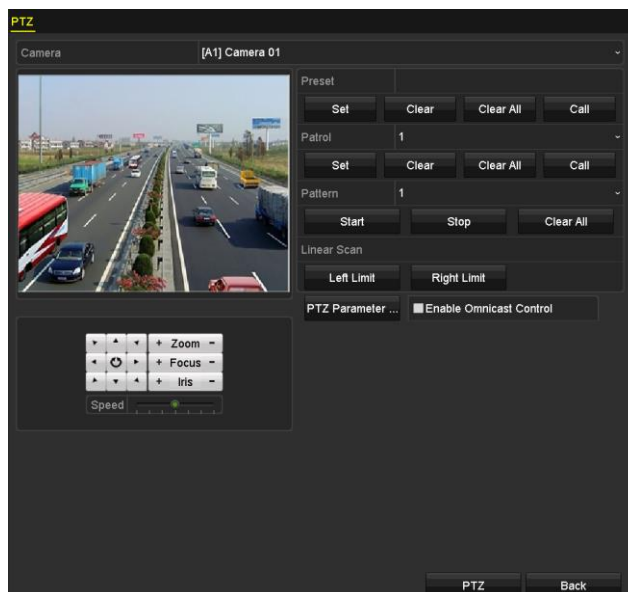 PTZ
Camera [A1] Camera 01
Preset
Set Clear Clear All Call
Patrol 1
Set Clear Clear All Call
Pattern 1
Start Stop Clear All
Linear Scan
Left Limit Right Limit
PTZ Parameter ... Enable Omnicast Control
+ Zoom -
+ Focus -
+ Iris -
Speed
PTZ Back